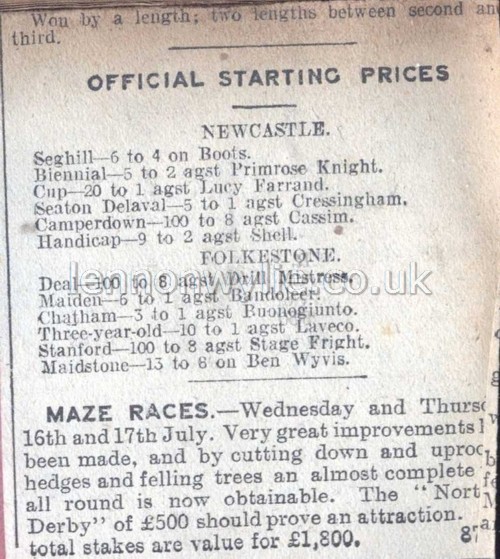 Won by a length; two lengths between second an
third.
OFFICIAL STARTING PRICES
NEWCASTLE.
Seghill—6 to 4 on Boots.
Biennial—5 to 2 agst Primrose Knight.
Cup—20 to 1 agst Lucy Farrand.
Seaton Delaval—5 to 1 agst Cressingham.
Camperdown—100 to 8 agst Cassim.
Handicap—9 to 2 agst Shell.
FOLKESTONE.
Deal—100 to 8 agst Drill Mistress.
Maiden—6 to 1 agst Bandoleer.
Chatham—3 to 1 agst Buonogiunto.
Three-year-old—10 to 1 agst Laveco.
Stanford—100 to 8 agst Stage Fright.
Maidstone—13 to 8 on Ben Wyvis.
lennonwylie.co.uk
MAZE RACES.—Wednesday and Thurs
16th and 17th July. Very great improvements
been made, and by cutting down and uproo
hedges and felling trees an almost complete
all round is now obtainable. The "Nort
Derby" of £500 should prove an attraction.
total stakes are value for £1,800. 87